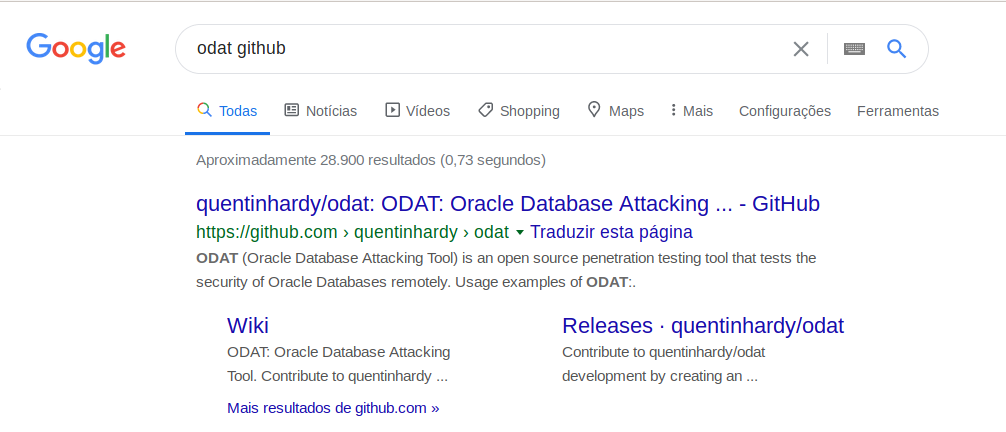 Google
odat github
Todas Notícias Vídeos Shopping Maps Mais Configurações Ferramentas
Aproximadamente 28.900 resultados (0,73 segundos)
quentinhardy/odat: ODAT: Oracle Database Attacking ... - GitHub
https://github.com › quentinhardy › odat Traduzir esta página
ODAT (Oracle Database Attacking Tool) is an open source penetration testing tool that tests the
security of Oracle Databases remotely. Usage examples of ODAT:.
Wiki
ODAT: Oracle Database Attacking
Tool. Contribute to quentinhardy ...
Releases · quentinhardy/odat
Contribute to quentinhardy/odat
development by creating an ...
Mais resultados de github.com »